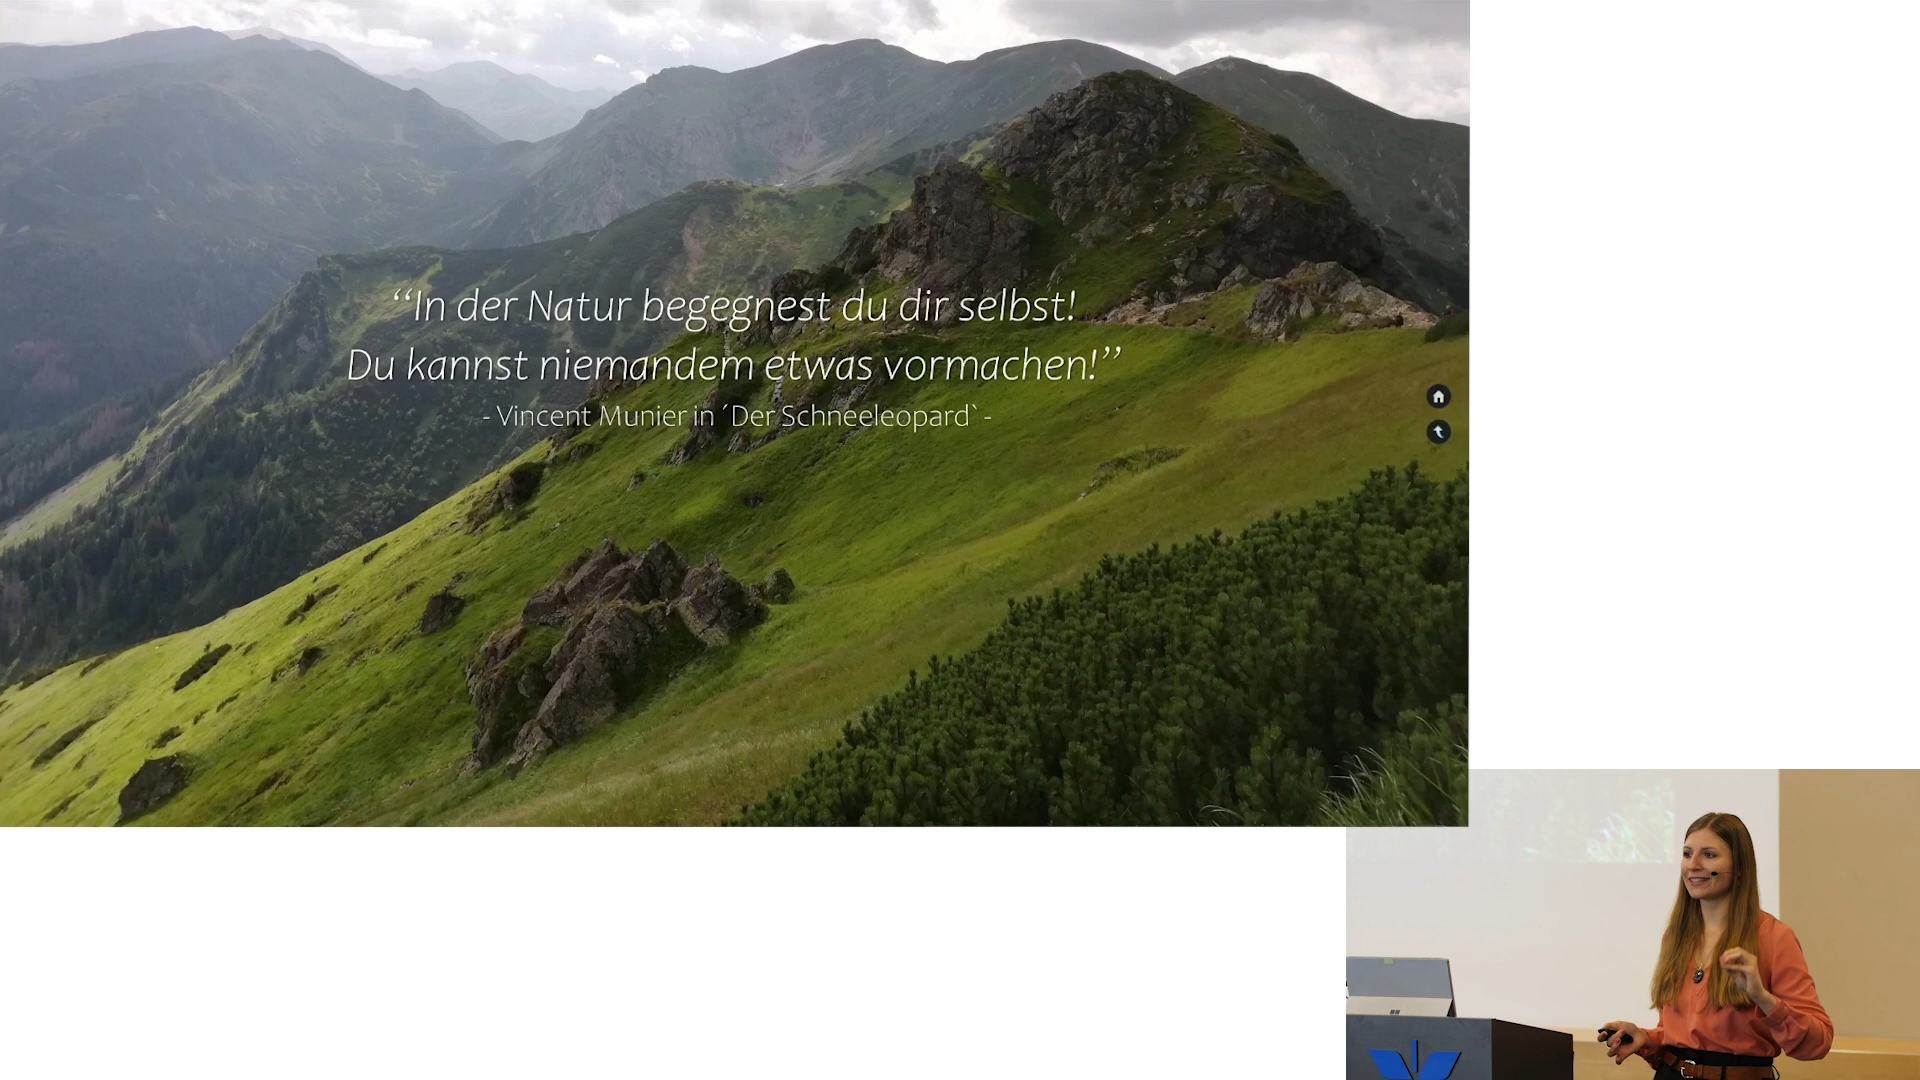 “In der Natur begegnest du dir selbst!
Du kannst niemandem etwas vormachen!”
- Vincent Munier in ´Der Schneeleopard` -